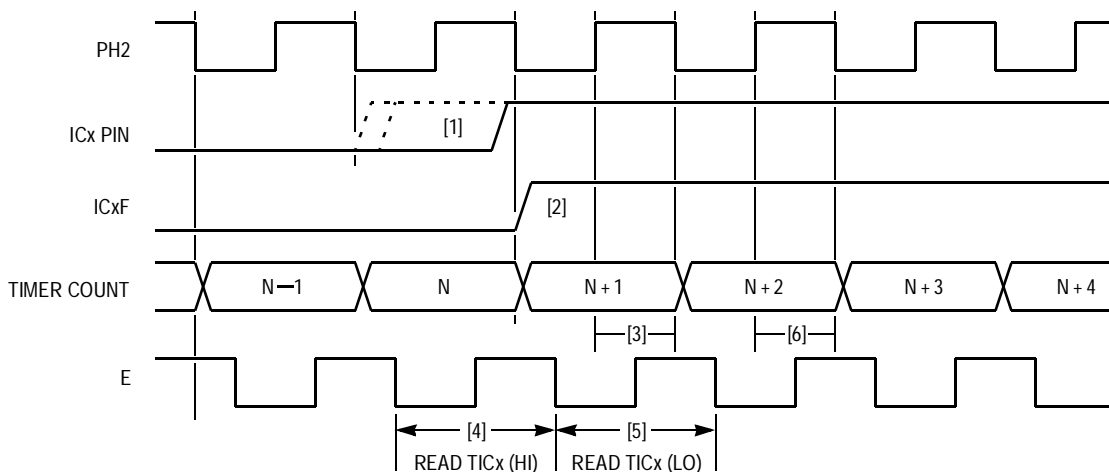 PH2
ICx PIN
[1]
ICxF
[2]
TIMER COUNT
N—1 N N + 1 N + 2 N + 3 N + 4
[3] [6]
E
[4] [5]
READ TICx (HI) READ TICx (LO)